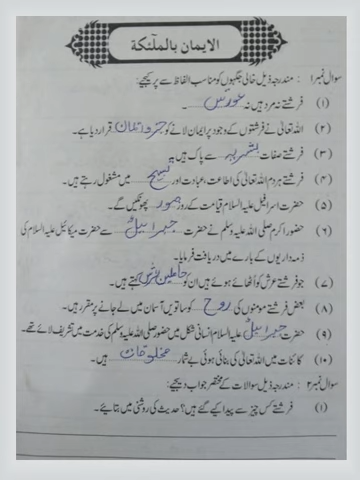 الایمان بالملٰئکۃ
سوال نمبر۱ : مندرجہ ذیل خالی جگہوں کو مناسب الفاظ سے پر کیجیے:
(۱) فرشتے نہ مرد ہیں نہ عورتیں ۔
(۲) اللہ تعالیٰ نے فرشتوں کے وجود پر ایمان لانے کو جزو ایمان قرار دیا ہے۔
(۳) فرشتے صفات بشریہ سے پاک ہیں۔
(۴) فرشتے ہر دم اللہ تعالیٰ کی اطاعت، عبادت اور تسبیح میں مشغول رہتے ہیں۔
(۵) حضرت اسرافیل علیہ السلام قیامت کے روز صور پھونکیں گے۔
(۶) حضور اکرم صلی اللہ علیہ وسلم نے حضرت جبرائیل سے حضرت میکائیل علیہ السلام کی
ذمہ داریوں کے بارے میں دریافت فرمایا۔
(۷) جو فرشتے عرش کو اٹھائے ہوئے ہیں ان کو حاملین عرش کہتے ہیں۔
(۸) بعض فرشتے مومنوں کی روح کو ساتویں آسمان میں لے جانے پر مقرر ہیں۔
(۹) حضرت جبرائیل علیہ السلام انسانی شکل میں حضور صلی اللہ علیہ وسلم کی خدمت میں تشریف لائے تھے۔
(۱۰) کائنات میں اللہ تعالیٰ کی بنائی ہوئی بے شمار مخلوقات ہیں۔
سوال نمبر۲ : مندرجہ ذیل سوالات کے مختصر جواب دیجیے:
(۱) فرشتے کس چیز سے پیدا کیے گئے ہیں؟ حدیث کی روشنی میں بتائیے۔